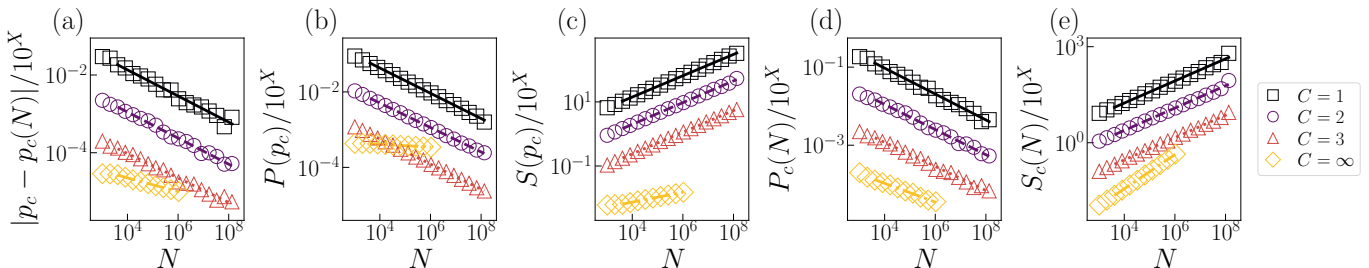 (a)
|p_c − p_c(N)|/10^X
10^{-2}
10^{-4}
10^4
10^6
10^8
N
(b)
P(p_c)/10^X
10^{-2}
10^{-4}
10^4
10^6
10^8
N
(c)
S(p_c)/10^X
10^1
10^{-1}
10^4
10^6
10^8
N
(d)
P_c(N)/10^X
10^{-1}
10^{-3}
10^4
10^6
10^8
N
(e)
S_c(N)/10^X
10^3
10^0
10^4
10^6
10^8
N
C = 1
C = 2
C = 3
C = ∞